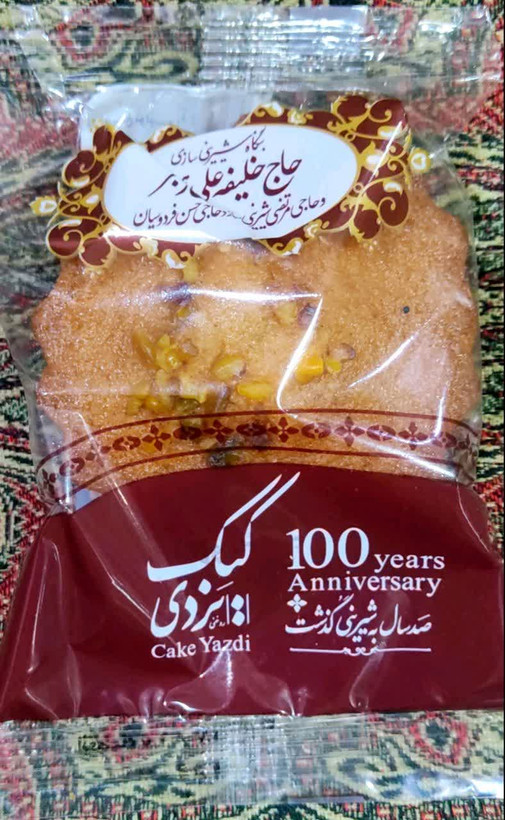 بنگاه شیرینی سازی
حاج خلیفه علی رهبر
و حاجی مرتضی شیرینی ساز و حاجی حسن فردوسیان
کیک
یزدی
Cake Yazdi
100 years
Anniversary
صد سال به شیرینی گذشت